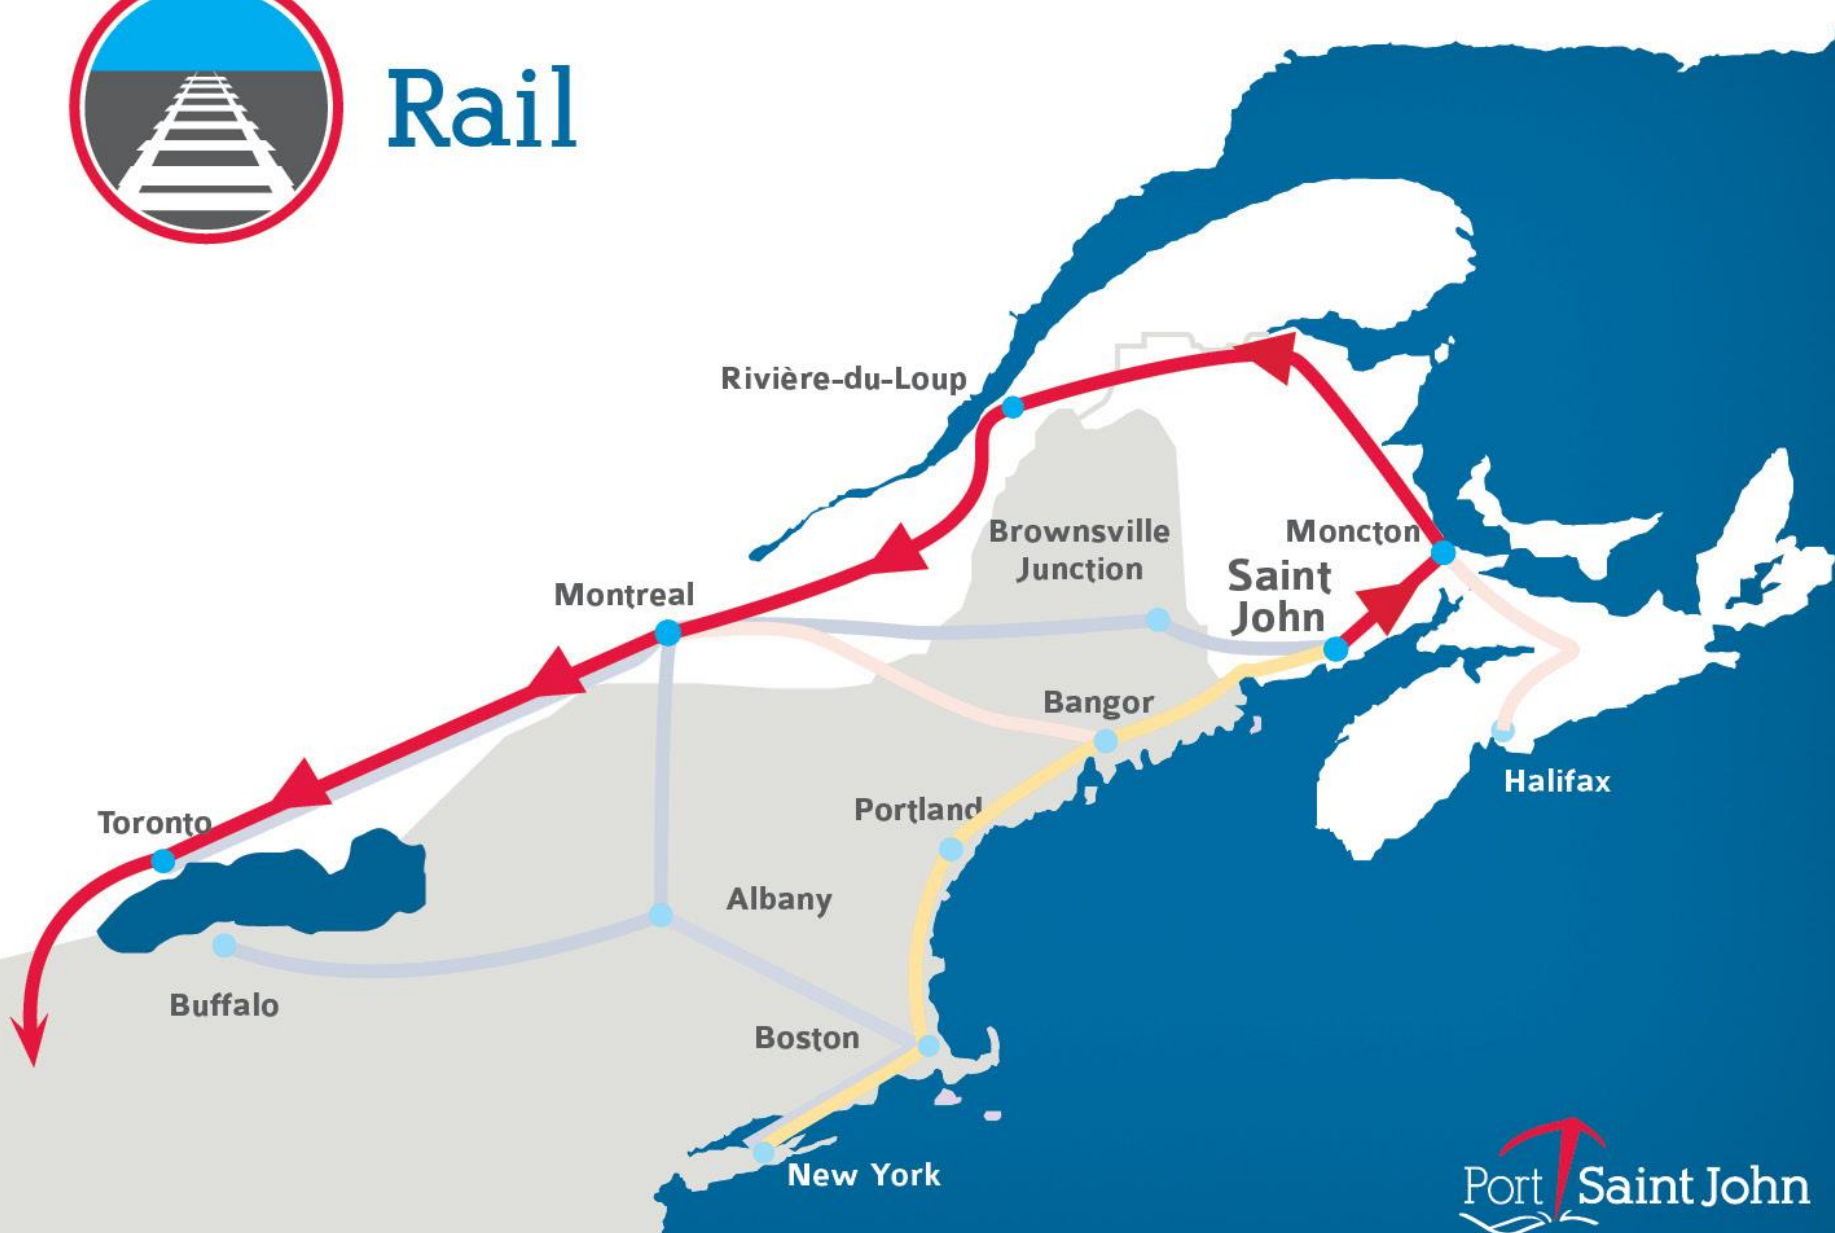 Rail
Rivière-du-Loup
Brownsville
Junction
Moncton
Saint
John
Montreal
Bangor
Halifax
Portland
Toronto
Albany
Buffalo
Boston
New York
Port Saint John